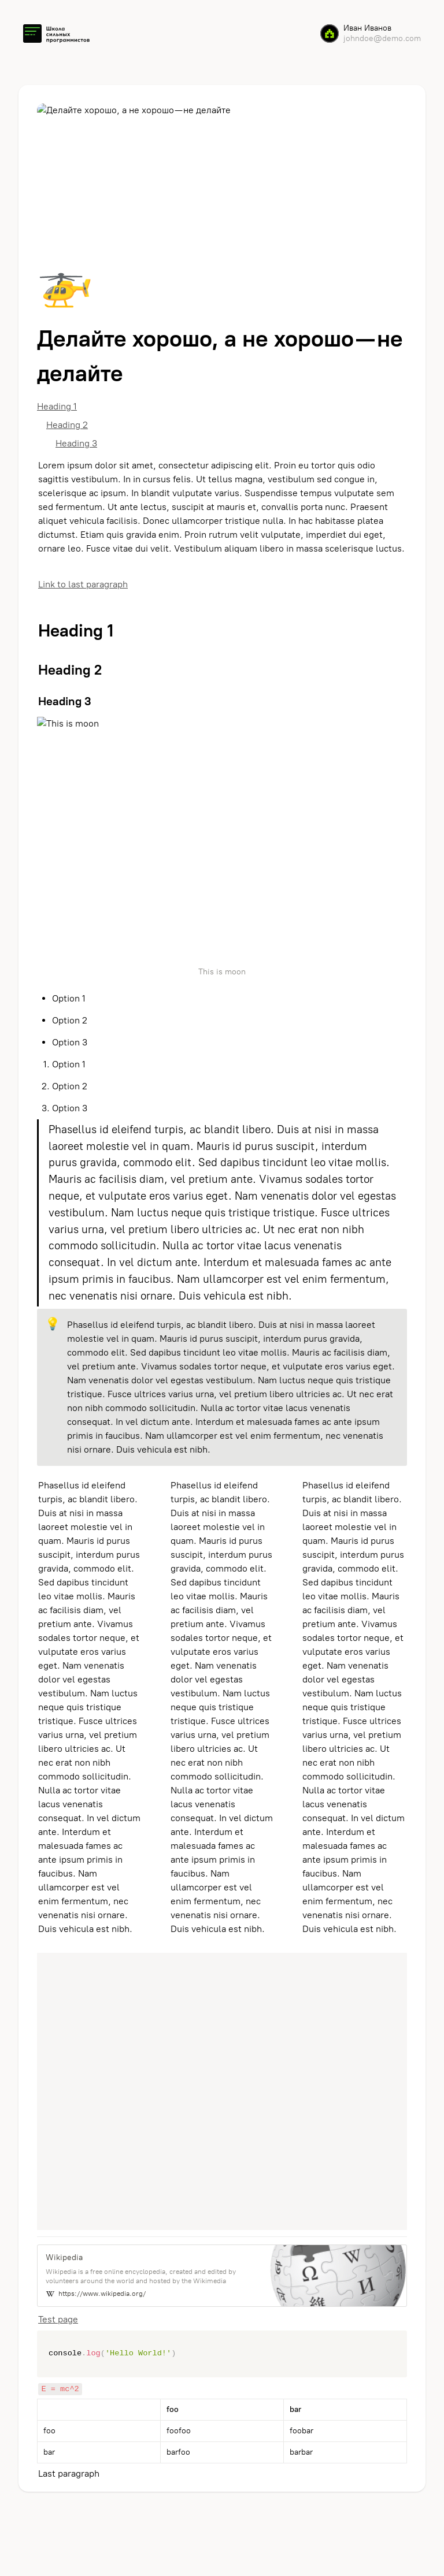 Школа
сильных
программистов
Иван Иванов
johndoe@demo.com
Делайте хорошо, а не хорошо — не делайте
Делайте хорошо, а не хорошо — не
делайте
Heading 1
Heading 2
Heading 3
Lorem ipsum dolor sit amet, consectetur adipiscing elit. Proin eu tortor quis odio
sagittis vestibulum. In in cursus felis. Ut tellus magna, vestibulum sed congue in,
scelerisque ac ipsum. In blandit vulputate varius. Suspendisse tempus vulputate sem
sed fermentum. Ut ante lectus, suscipit at mauris et, convallis porta nunc. Praesent
aliquet vehicula facilisis. Donec ullamcorper tristique nulla. In hac habitasse platea
dictumst. Etiam quis gravida enim. Proin rutrum velit vulputate, imperdiet dui eget,
ornare leo. Fusce vitae dui velit. Vestibulum aliquam libero in massa scelerisque luctus.
Link to last paragraph
Heading 1
Heading 2
Heading 3
This is moon
This is moon
• Option 1
• Option 2
• Option 3
1. Option 1
2. Option 2
3. Option 3
Phasellus id eleifend turpis, ac blandit libero. Duis at nisi in massa
laoreet molestie vel in quam. Mauris id purus suscipit, interdum
purus gravida, commodo elit. Sed dapibus tincidunt leo vitae mollis.
Mauris ac facilisis diam, vel pretium ante. Vivamus sodales tortor
neque, et vulputate eros varius eget. Nam venenatis dolor vel egestas
vestibulum. Nam luctus neque quis tristique tristique. Fusce ultrices
varius urna, vel pretium libero ultricies ac. Ut nec erat non nibh
commodo sollicitudin. Nulla ac tortor vitae lacus venenatis
consequat. In vel dictum ante. Interdum et malesuada fames ac ante
ipsum primis in faucibus. Nam ullamcorper est vel enim fermentum,
nec venenatis nisi ornare. Duis vehicula est nibh.
Phasellus id eleifend turpis, ac blandit libero. Duis at nisi in massa laoreet
molestie vel in quam. Mauris id purus suscipit, interdum purus gravida,
commodo elit. Sed dapibus tincidunt leo vitae mollis. Mauris ac facilisis diam,
vel pretium ante. Vivamus sodales tortor neque, et vulputate eros varius eget.
Nam venenatis dolor vel egestas vestibulum. Nam luctus neque quis tristique
tristique. Fusce ultrices varius urna, vel pretium libero ultricies ac. Ut nec erat
non nibh commodo sollicitudin. Nulla ac tortor vitae lacus venenatis
consequat. In vel dictum ante. Interdum et malesuada fames ac ante ipsum
primis in faucibus. Nam ullamcorper est vel enim fermentum, nec venenatis
nisi ornare. Duis vehicula est nibh.
Phasellus id eleifend
turpis, ac blandit libero.
Duis at nisi in massa
laoreet molestie vel in
quam. Mauris id purus
suscipit, interdum purus
gravida, commodo elit.
Sed dapibus tincidunt
leo vitae mollis. Mauris
ac facilisis diam, vel
pretium ante. Vivamus
sodales tortor neque, et
vulputate eros varius
eget. Nam venenatis
dolor vel egestas
vestibulum. Nam luctus
neque quis tristique
tristique. Fusce ultrices
varius urna, vel pretium
libero ultricies ac. Ut
nec erat non nibh
commodo sollicitudin.
Nulla ac tortor vitae
lacus venenatis
consequat. In vel dictum
ante. Interdum et
malesuada fames ac
ante ipsum primis in
faucibus. Nam
ullamcorper est vel
enim fermentum, nec
venenatis nisi ornare.
Duis vehicula est nibh.
Phasellus id eleifend
turpis, ac blandit libero.
Duis at nisi in massa
laoreet molestie vel in
quam. Mauris id purus
suscipit, interdum purus
gravida, commodo elit.
Sed dapibus tincidunt
leo vitae mollis. Mauris
ac facilisis diam, vel
pretium ante. Vivamus
sodales tortor neque, et
vulputate eros varius
eget. Nam venenatis
dolor vel egestas
vestibulum. Nam luctus
neque quis tristique
tristique. Fusce ultrices
varius urna, vel pretium
libero ultricies ac. Ut
nec erat non nibh
commodo sollicitudin.
Nulla ac tortor vitae
lacus venenatis
consequat. In vel dictum
ante. Interdum et
malesuada fames ac
ante ipsum primis in
faucibus. Nam
ullamcorper est vel
enim fermentum, nec
venenatis nisi ornare.
Duis vehicula est nibh.
Phasellus id eleifend
turpis, ac blandit libero.
Duis at nisi in massa
laoreet molestie vel in
quam. Mauris id purus
suscipit, interdum purus
gravida, commodo elit.
Sed dapibus tincidunt
leo vitae mollis. Mauris
ac facilisis diam, vel
pretium ante. Vivamus
sodales tortor neque, et
vulputate eros varius
eget. Nam venenatis
dolor vel egestas
vestibulum. Nam luctus
neque quis tristique
tristique. Fusce ultrices
varius urna, vel pretium
libero ultricies ac. Ut
nec erat non nibh
commodo sollicitudin.
Nulla ac tortor vitae
lacus venenatis
consequat. In vel dictum
ante. Interdum et
malesuada fames ac
ante ipsum primis in
faucibus. Nam
ullamcorper est vel
enim fermentum, nec
venenatis nisi ornare.
Duis vehicula est nibh.
Wikipedia
Wikipedia is a free online encyclopedia, created and edited by
volunteers around the world and hosted by the Wikimedia
W https://www.wikipedia.org/
W
Ω
И
維
Test page
console.log('Hello World!')
E = mc^2
foo bar
foo foofoo foobar
bar barfoo barbar
Last paragraph